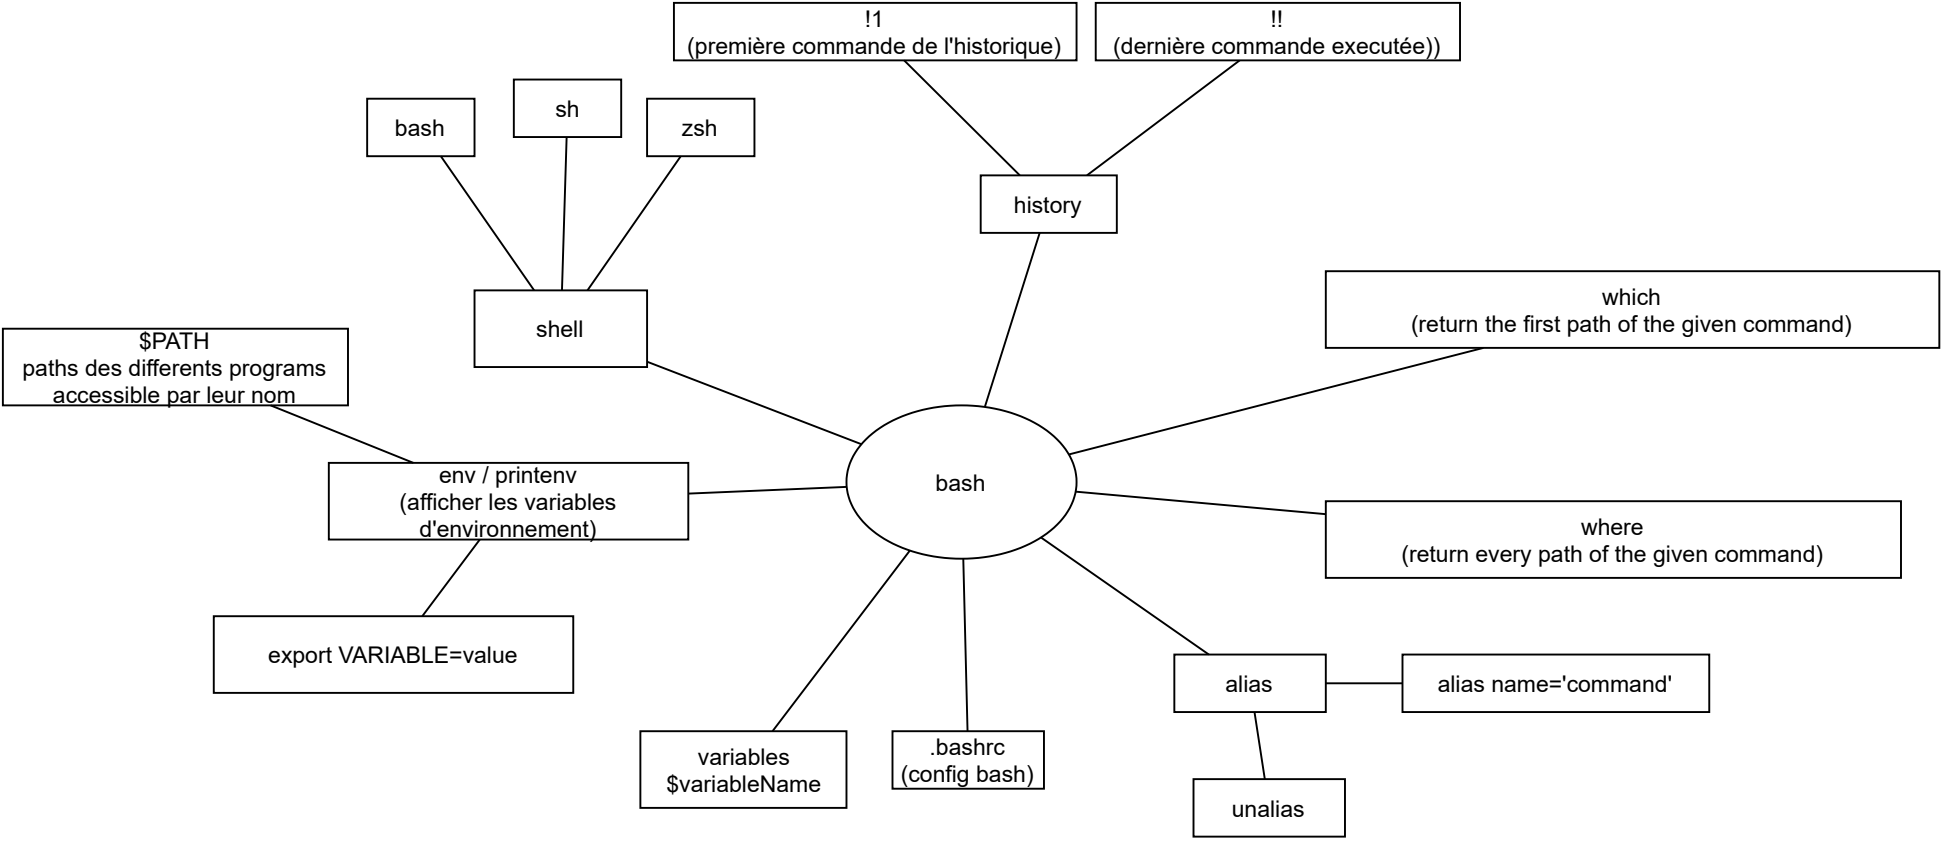 !1
(première commande de l'historique)
!!
(dernière commande executée))
sh
bash
zsh
history
which
(return the first path of the given command)
shell
$PATH
paths des differents programs
accessible par leur nom
env / printenv
(afficher les variables
d'environnement)
bash
where
(return every path of the given command)
export VARIABLE=value
alias
alias name='command'
variables
$variableName
.bashrc
(config bash)
unalias